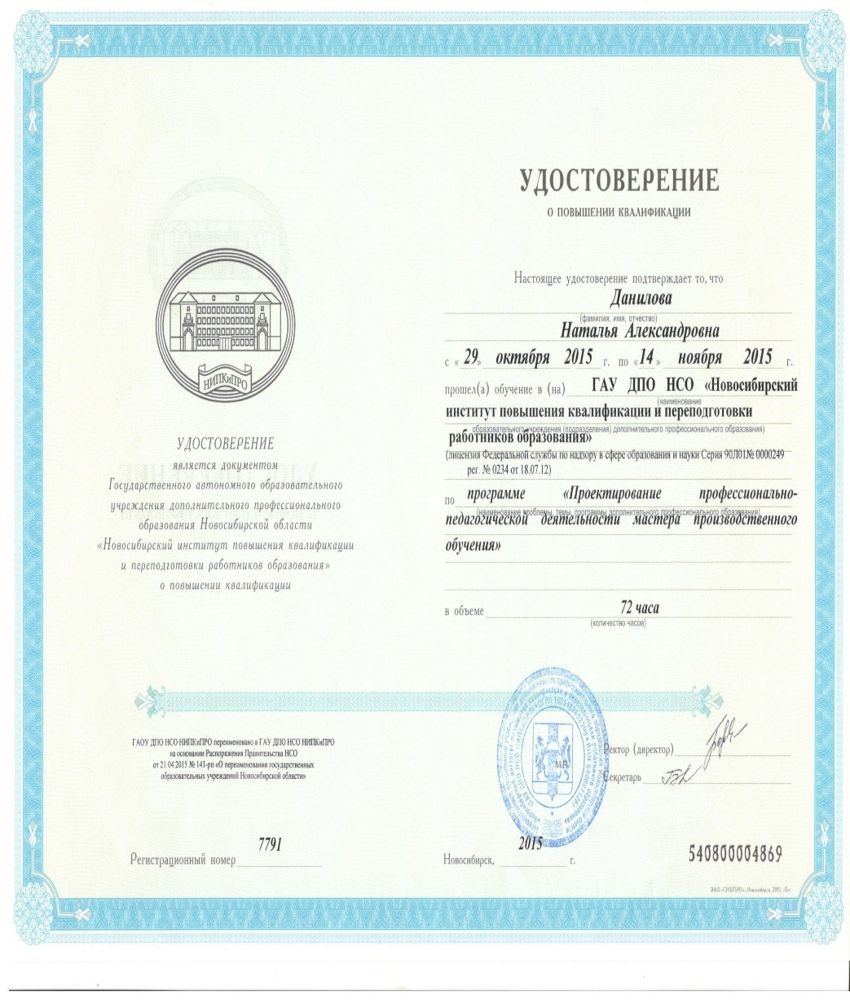 НИПКиПРО
УДОСТОВЕРЕНИЕ
является документом
Государственного автономного образовательного
учреждения дополнительного профессионального
образования Новосибирской области
«Новосибирский институт повышения квалификации
и переподготовки работников образования»
о повышении квалификации
ГАОУ ДПО НСО НИПКиПРО переименовано в ГАУ ДПО НСО НИПКиПРО
на основании Распоряжения Правительства НСО
от 21.04.2015 № 141-рп «О переименовании государственных
образовательных учреждений Новосибирской области»
Регистрационный номер 7791
УДОСТОВЕРЕНИЕ
О ПОВЫШЕНИИ КВАЛИФИКАЦИИ
Настоящее удостоверение подтверждает то, что
Данилова
(фамилия, имя, отчество)
Наталья Александровна
с «29» октября 2015 г. по «14» ноября 2015 г.
прошел(а) обучение в (на) ГАУ ДПО НСО «Новосибирский
(наименование
институт повышения квалификации и переподготовки
образовательного учреждения (подразделения) дополнительного профессионального образования)
работников образования»
(лицензия Федеральной службы по надзору в сфере образования и науки Серия 90Л01№ 0000249
рег. № 0234 от 18.07.12)
по программе «Проектирование профессионально-
(наименование проблемы, темы, программы дополнительного профессионального образования)
педагогической деятельности мастера производственного
обучения»
в объеме 72 часа
(количество часов)
М.П.
Ректор (директор)
Секретарь
Новосибирск, 2015 г.
540800004869
ЗАО «СИБПРО», Новосибирск, 2015, «Б».